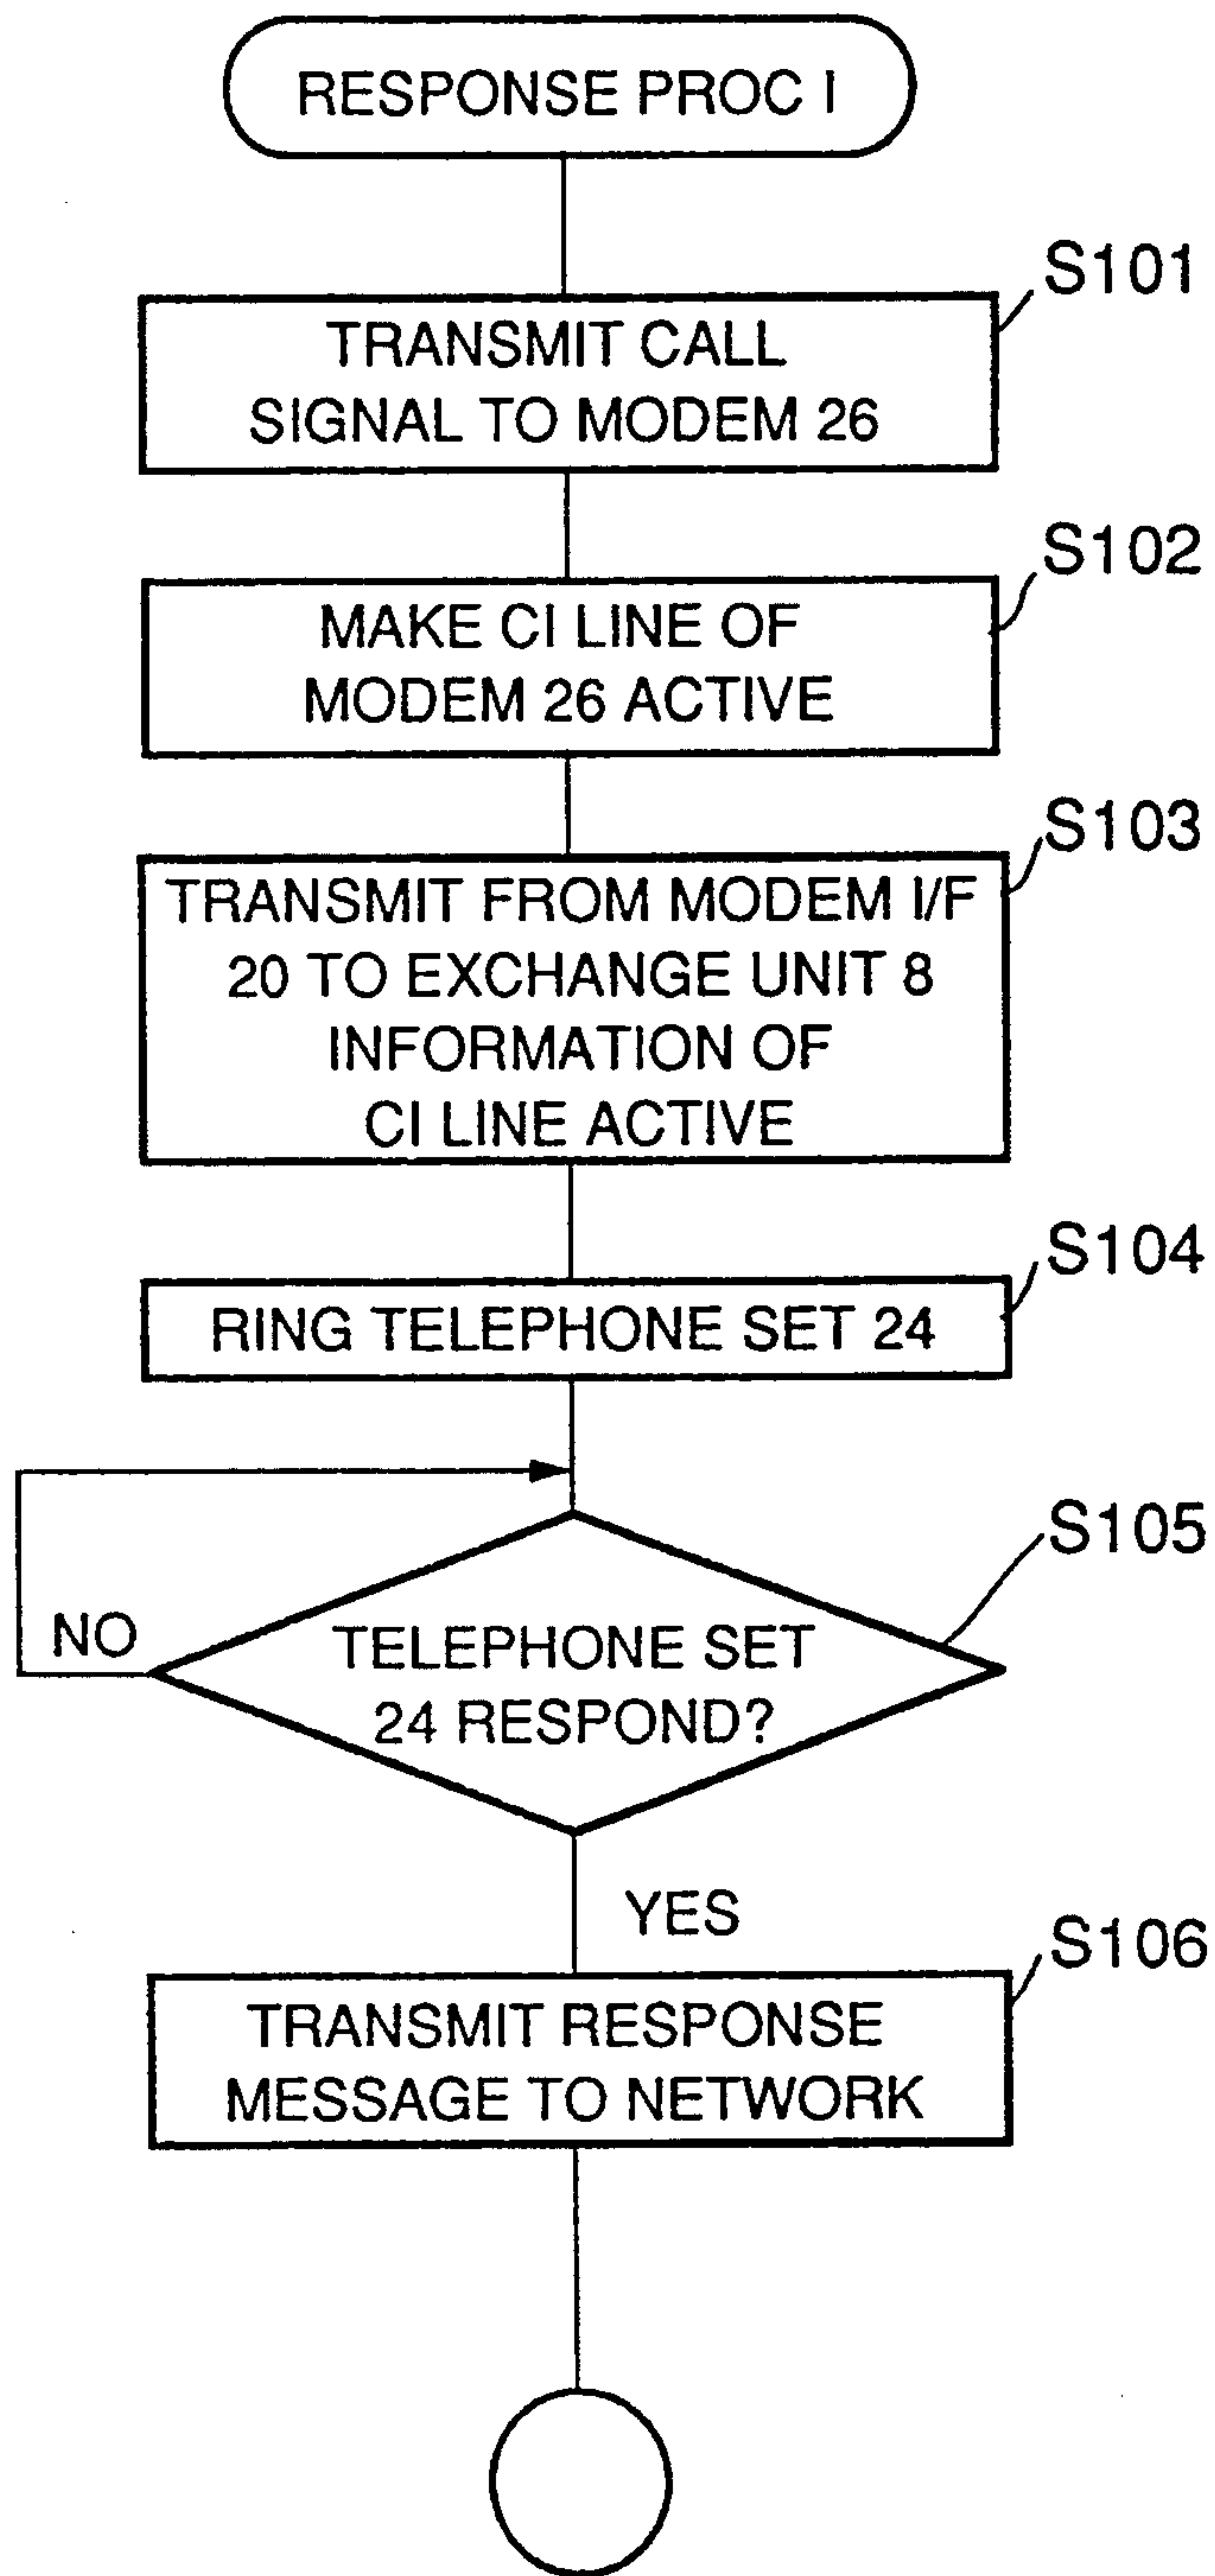 RESPONSE PROC I
S101
TRANSMIT CALL
SIGNAL TO MODEM 26
S102
MAKE CI LINE OF
MODEM 26 ACTIVE
S103
TRANSMIT FROM MODEM I/F
20 TO EXCHANGE UNIT 8
INFORMATION OF
CI LINE ACTIVE
S104
RING TELEPHONE SET 24
S105
NO
TELEPHONE SET
24 RESPOND?
YES
S106
TRANSMIT RESPONSE
MESSAGE TO NETWORK